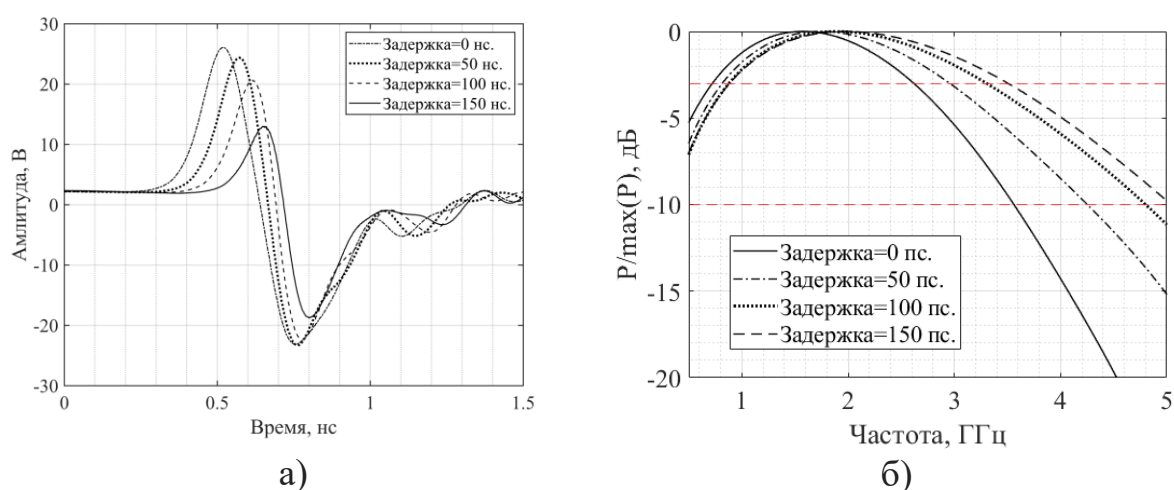 30
20
10
0
-10
-20
-30
0
0.5
1
1.5
Амлитуда, В
Время, нс
Задержка=0 нс.
Задержка=50 нс.
Задержка=100 нс.
Задержка=150 нс.
а)
0
-5
-10
-15
-20
1
2
3
4
5
P/max(P), дБ
Частота, ГГц
Задержка=0 пс.
Задержка=50 пс.
Задержка=100 пс.
Задержка=150 пс.
б)